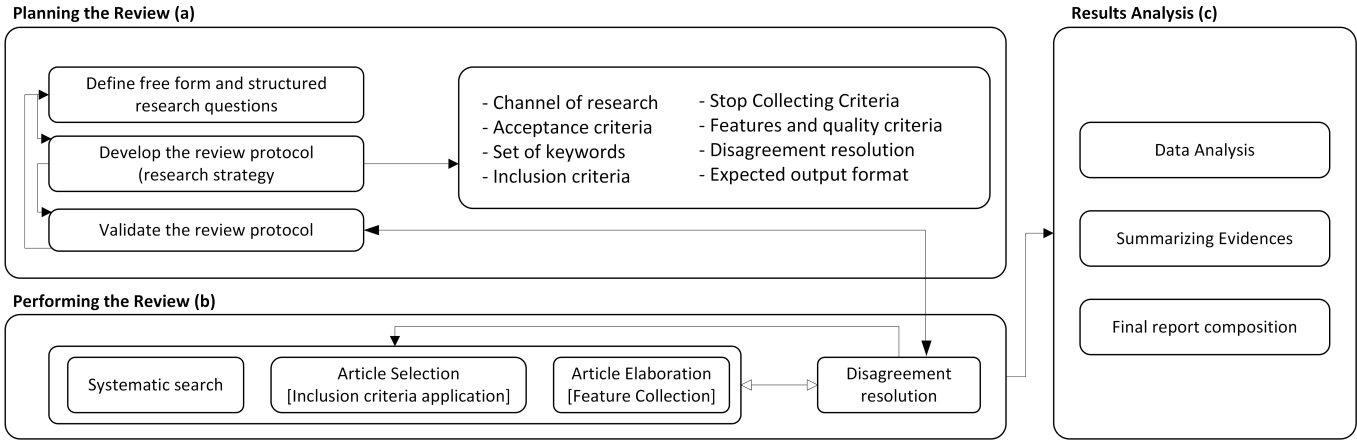 Planning the Review (a)
Define free form and structured
research questions
Develop the review protocol
(research strategy
Validate the review protocol
- Channel of research
- Acceptance criteria
- Set of keywords
- Inclusion criteria
- Stop Collecting Criteria
- Features and quality criteria
- Disagreement resolution
- Expected output format
Performing the Review (b)
Systematic search
Article Selection
[Inclusion criteria application]
Article Elaboration
[Feature Collection]
Disagreement
resolution
Results Analysis (c)
Data Analysis
Summarizing Evidences
Final report composition